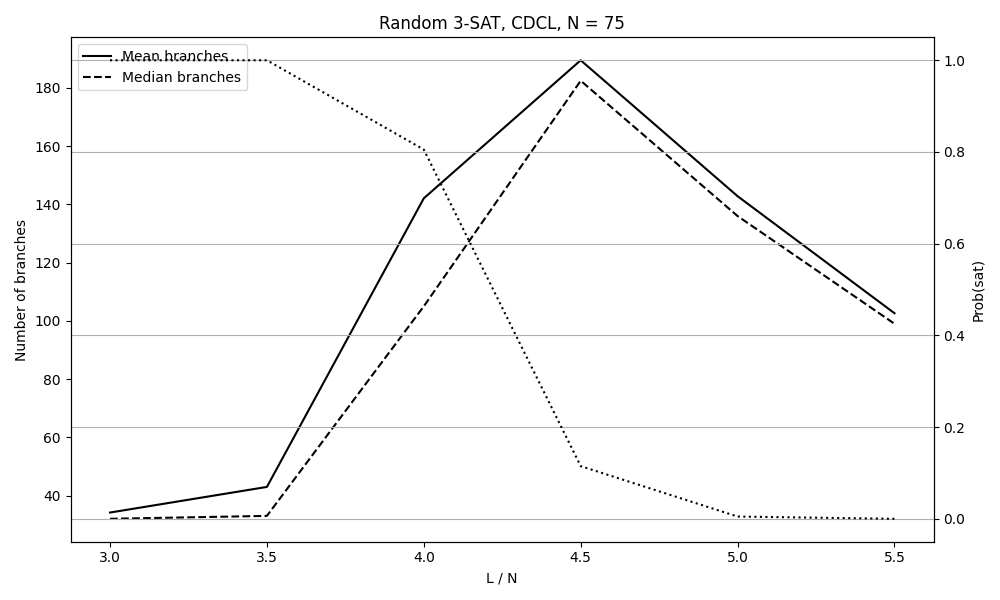 Random 3-SAT, CDCL, N = 75
Mean branches
Median branches
Number of branches
180
160
140
120
100
80
60
40
1.0
0.8
0.6
0.4
0.2
0.0
Prob(sat)
3.0 3.5 4.0 4.5 5.0 5.5
L / N